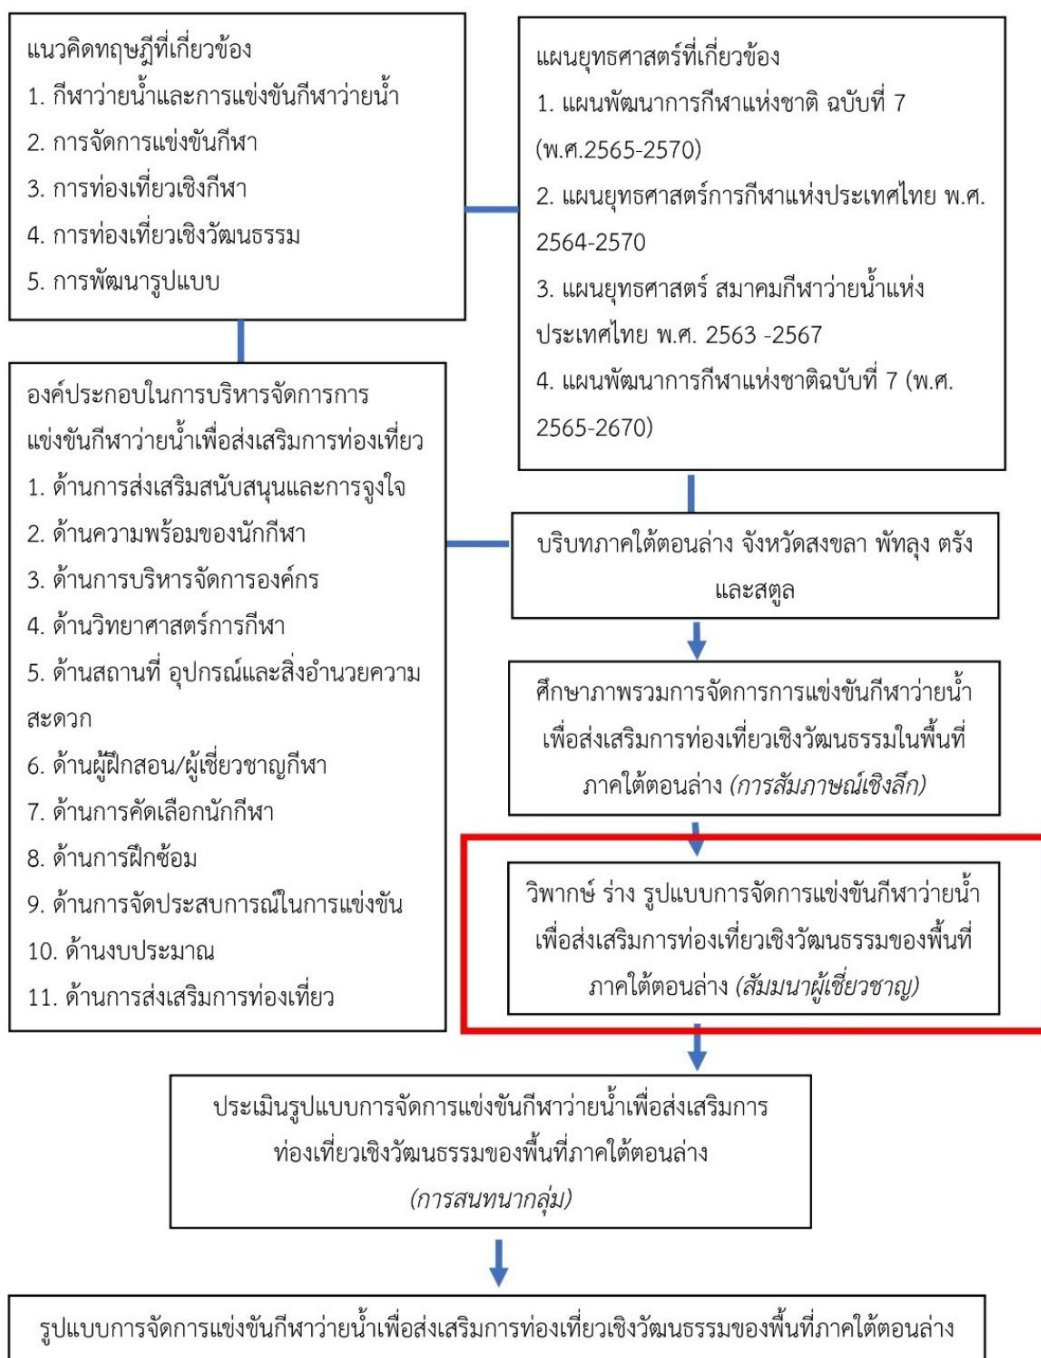 แนวคิดทฤษฎีที่เกี่ยวข้อง
1. กีฬาว่ายน้ำและการแข่งขันกีฬาว่ายน้ำ
2. การจัดการแข่งขันกีฬา
3. การท่องเที่ยวเชิงกีฬา
4. การท่องเที่ยวเชิงวัฒนธรรม
5. การพัฒนารูปแบบ
แผนยุทธศาสตร์ที่เกี่ยวข้อง
1. แผนพัฒนาการกีฬาแห่งชาติ ฉบับที่ 7
(พ.ศ.2565-2570)
2. แผนยุทธศาสตร์การกีฬาแห่งประเทศไทย พ.ศ.
2564-2570
3. แผนยุทธศาสตร์ สมาคมกีฬาว่ายน้ำแห่ง
ประเทศไทย พ.ศ. 2563 -2567
4. แผนพัฒนาการกีฬาแห่งชาติฉบับที่ 7 (พ.ศ.
2565-2670)
องค์ประกอบในการบริหารจัดการการ
แข่งขันกีฬาว่ายน้ำเพื่อส่งเสริมการท่องเที่ยว
1. ด้านการส่งเสริมสนับสนุนและการจูงใจ
2. ด้านความพร้อมของนักกีฬา
3. ด้านการบริหารจัดการองค์กร
4. ด้านวิทยาศาสตร์การกีฬา
5. ด้านสถานที่ อุปกรณ์และสิ่งอำนวยความ
สะดวก
6. ด้านผู้ฝึกสอน/ผู้เชี่ยวชาญกีฬา
7. ด้านการคัดเลือกนักกีฬา
8. ด้านการฝึกซ้อม
9. ด้านการจัดประสบการณ์ในการแข่งขัน
10. ด้านงบประมาณ
11. ด้านการส่งเสริมการท่องเที่ยว
บริบทภาคใต้ตอนล่าง จังหวัดสงขลา พัทลุง ตรัง
และสตูล
ศึกษาภาพรวมการจัดการการแข่งขันกีฬาว่ายน้ำ
เพื่อส่งเสริมการท่องเที่ยวเชิงวัฒนธรรมในพื้นที่
ภาคใต้ตอนล่าง (การสัมภาษณ์เชิงลึก)
วิพากษ์ ร่าง รูปแบบการจัดการแข่งขันกีฬาว่ายน้ำ
เพื่อส่งเสริมการท่องเที่ยวเชิงวัฒนธรรมของพื้นที่
ภาคใต้ตอนล่าง (สัมมนาผู้เชี่ยวชาญ)
ประเมินรูปแบบการจัดการแข่งขันกีฬาว่ายน้ำเพื่อส่งเสริมการ
ท่องเที่ยวเชิงวัฒนธรรมของพื้นที่ภาคใต้ตอนล่าง
(การสนทนากลุ่ม)
รูปแบบการจัดการแข่งขันกีฬาว่ายน้ำเพื่อส่งเสริมการท่องเที่ยวเชิงวัฒนธรรมของพื้นที่ภาคใต้ตอนล่าง